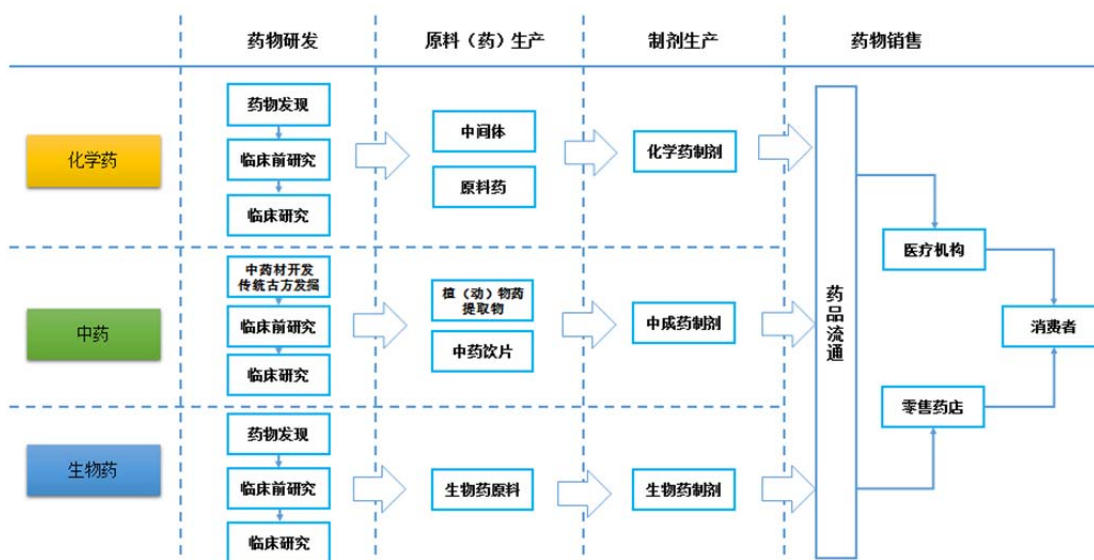 药物研发
原料（药）生产
制剂生产
药物销售
化学药
药物发现
临床前研究
临床研究
中间体
原料药
化学药制剂
中药
中药材开发
传统古方发掘
临床前研究
临床研究
植（动）物药
提取物
中药饮片
中成药制剂
生物药
药物发现
临床前研究
临床研究
生物药原料
生物药制剂
药品流通
医疗机构
零售药店
消费者